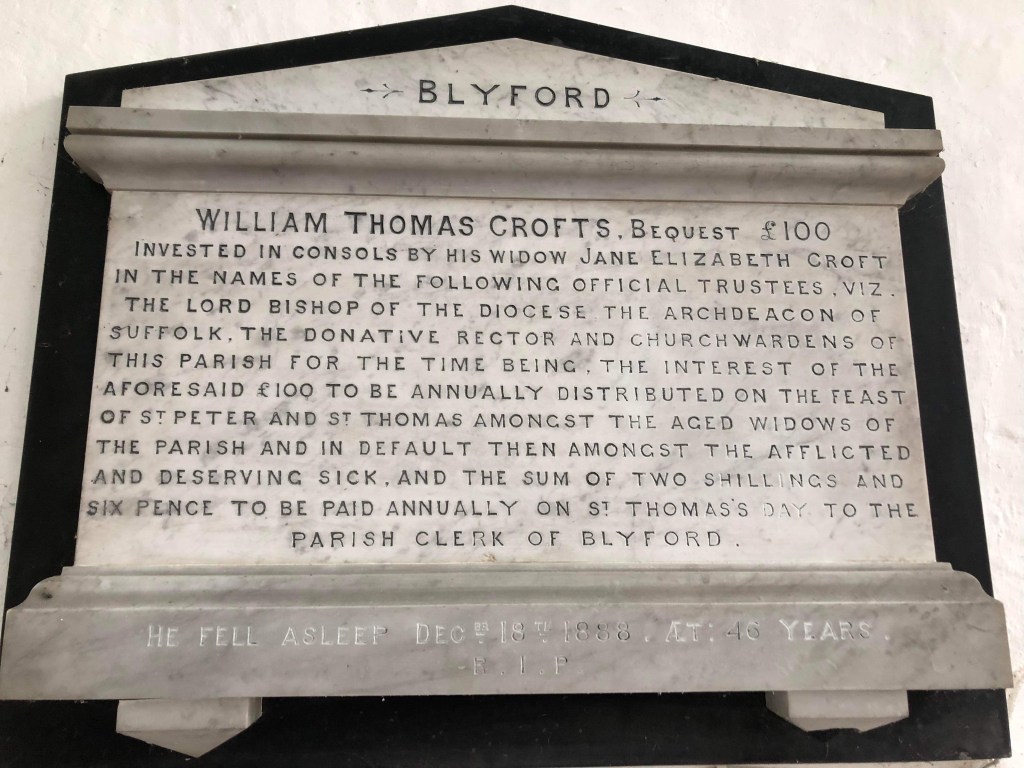 BLYFORD
WILLIAM THOMAS CROFTS, BEQUEST £100
INVESTED IN CONSOLS BY HIS WIDOW JANE ELIZABETH CROFT
IN THE NAMES OF THE FOLLOWING OFFICIAL TRUSTEES, VIZ.
THE LORD BISHOP OF THE DIOCESE THE ARCHDEACON OF
SUFFOLK, THE DONATIVE RECTOR AND CHURCHWARDENS OF
THIS PARISH FOR THE TIME BEING, THE INTEREST OF THE
AFORESAID £100 TO BE ANNUALLY DISTRIBUTED ON THE FEAST
OF ST. PETER AND ST. THOMAS AMONGST THE AGED WIDOWS OF
THE PARISH AND IN DEFAULT THEN AMONGST THE AFFLICTED
AND DESERVING SICK, AND THE SUM OF TWO SHILLINGS AND
SIX PENCE TO BE PAID ANNUALLY ON ST. THOMAS'S DAY TO THE
PARISH CLERK OF BLYFORD.
HE FELL ASLEEP DECBR 18TH 1888. ÆT: 46 YEARS.
R.I.P